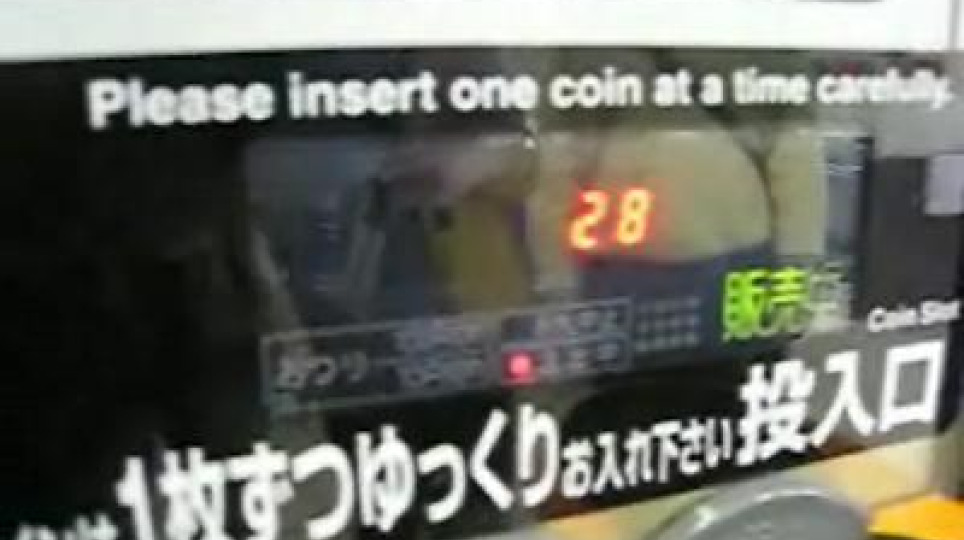 Please insert one coin at a time carefully.
28
販売
Coin Slot
おつり
1枚ずつゆっくりお入れ下さい 投入口